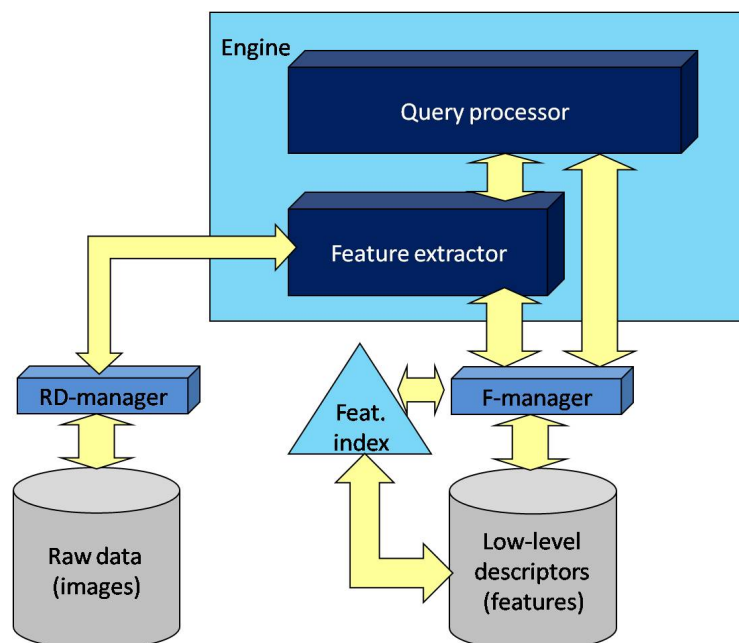 Engine
Query processor
Feature extractor
RD-manager
Feat.
index
F-manager
Raw data
(images)
Low-level
descriptors
(features)